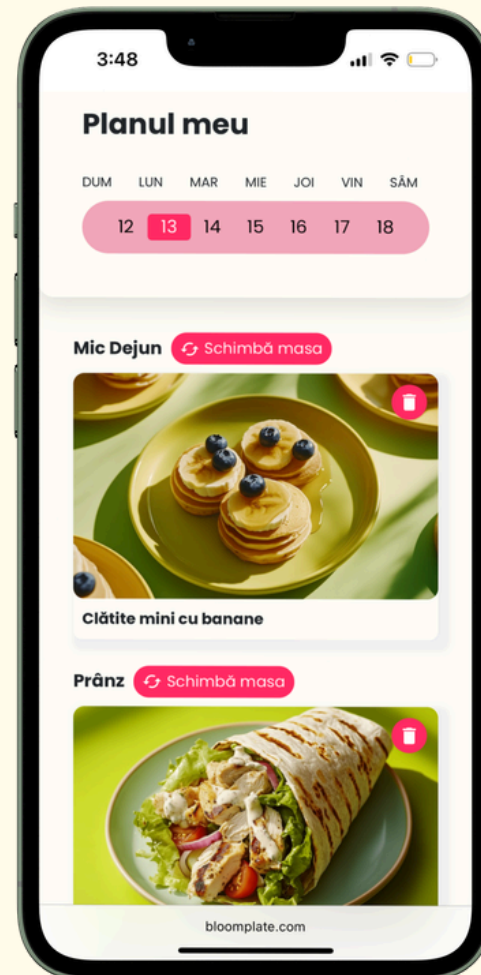 3:48
Planul meu
DUM LUN MAR MIE JOI VIN SÂM
12 13 14 15 16 17 18
Mic Dejun Schimbă masa
Clătite mini cu banane
Prânz Schimbă masa
bloomplate.com